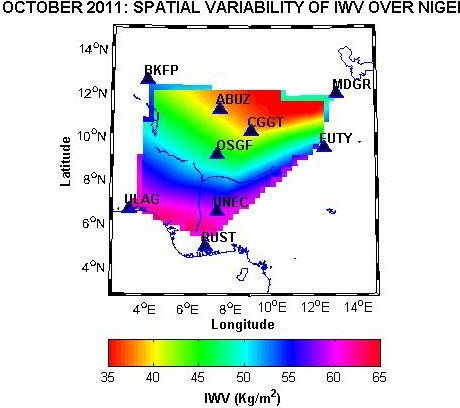 OCTOBER 2011: SPATIAL VARIABILITY OF IWV OVER NIGEI
14°N
12°N
10°N
8°N
6°N
4°N
Latitude
BKFP
MDGR
ABUZ
CGGT
OSGF
FUTY
ULAG
UNEC
RUST
4°E 6°E 8°E 10°E 12°E 14°E
Longitude
35 40 45 50 55 60 65
IWV (Kg/m²)